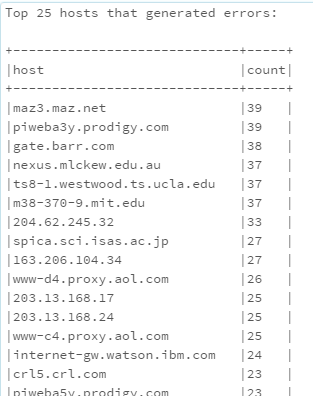 Top 25 hosts that generated errors:
+---------------------------+-----+
|host                       |count|
+---------------------------+-----+
|maz3.maz.net               |39   |
|piweba3y.prodigy.com       |39   |
|gate.barr.com              |38   |
|nexus.mlckew.edu.au        |37   |
|ts8-1.westwood.ts.ucla.edu |37   |
|m38-370-9.mit.edu          |37   |
|204.62.245.32              |33   |
|spica.sci.isas.ac.jp       |27   |
|163.206.104.34             |27   |
|www-d4.proxy.aol.com       |26   |
|203.13.168.17              |25   |
|203.13.168.24              |25   |
|www-c4.proxy.aol.com       |25   |
|internet-gw.watson.ibm.com |24   |
|crl5.crl.com               |23   |
|piweba5y.prodigy.com       |23   |